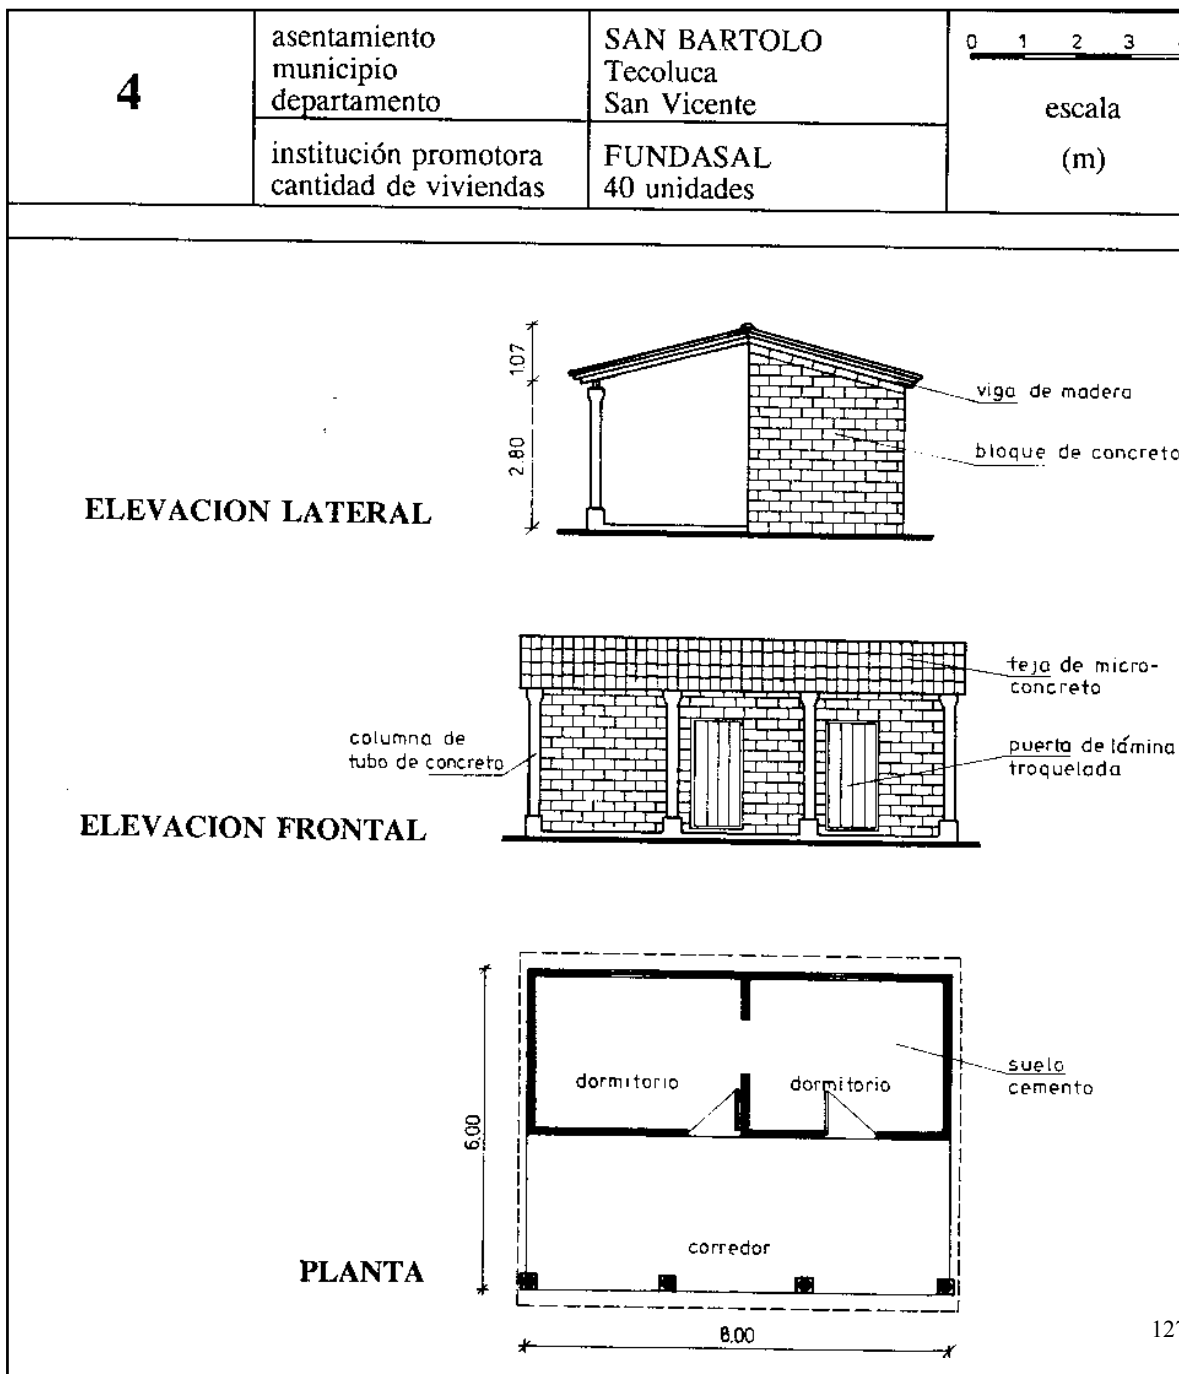 4
asentamiento
municipio
departamento
SAN BARTOLO
Tecoluca
San Vicente
institución promotora
cantidad de viviendas
FUNDASAL
40 unidades
0 1 2 3
escala
(m)
1.07
2.80
viga de madera
bloque de concreto
ELEVACION LATERAL
teja de micro-
concreto
columna de
tubo de concreto
puerta de lámina
troquelada
ELEVACION FRONTAL
dormitorio
dormitorio
suelo
cemento
6.00
corredor
PLANTA
8.00
127